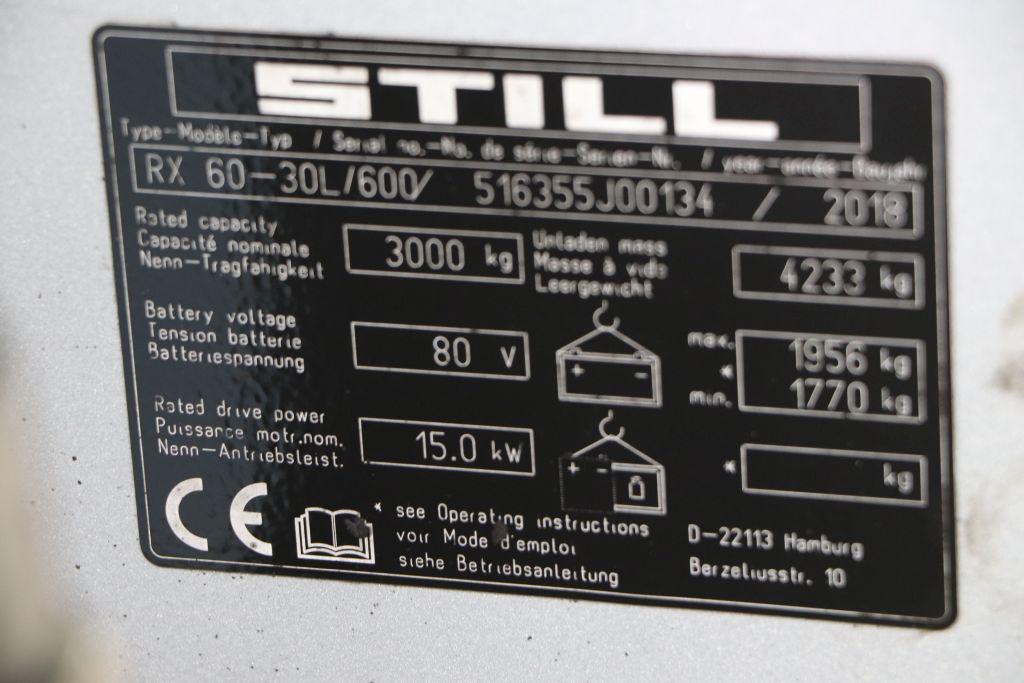 STILL
Type-Modèle-Typ / Serial no.-No. de série-Serien-Nr. / year-année-Baujahr
RX 60-30L/600/ 516355J00134 / 2018
Rated capacity
Capacité nominale
Nenn-Tragfähigkeit
3000 kg
Unladen mass
Masse à vide
Leergewicht
4233 kg
Battery voltage
Tension batterie
Batteriespannung
80 V
+ -
max.
*
min.
1956 kg
1770 kg
Rated drive power
Puissance motr.nom.
Nenn-Antriebsleist.
15.0 kW
+ -
*
kg
CE
* see Operating instructions
voir Mode d'emploi
siehe Betriebsanleitung
D-22113 Hamburg
Berzeliusstr. 10